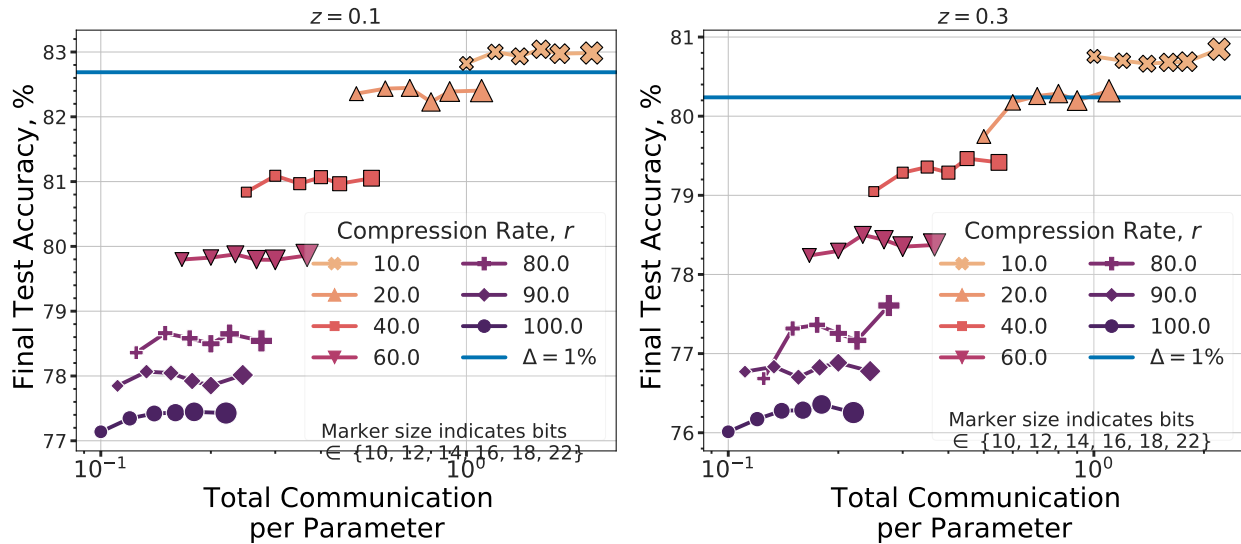 z = 0.1
Final Test Accuracy, %
83
82
81
80
79
78
77
Compression Rate, r
10.0
20.0
40.0
60.0
80.0
90.0
100.0
Δ = 1%
Marker size indicates bits
∈ {10, 12, 14, 16, 18, 22}
10⁻¹
10⁰
Total Communication
per Parameter
z = 0.3
Final Test Accuracy, %
81
80
79
78
77
76
Compression Rate, r
10.0
20.0
40.0
60.0
80.0
90.0
100.0
Δ = 1%
Marker size indicates bits
∈ {10, 12, 14, 16, 18, 22}
10⁻¹
10⁰
Total Communication
per Parameter